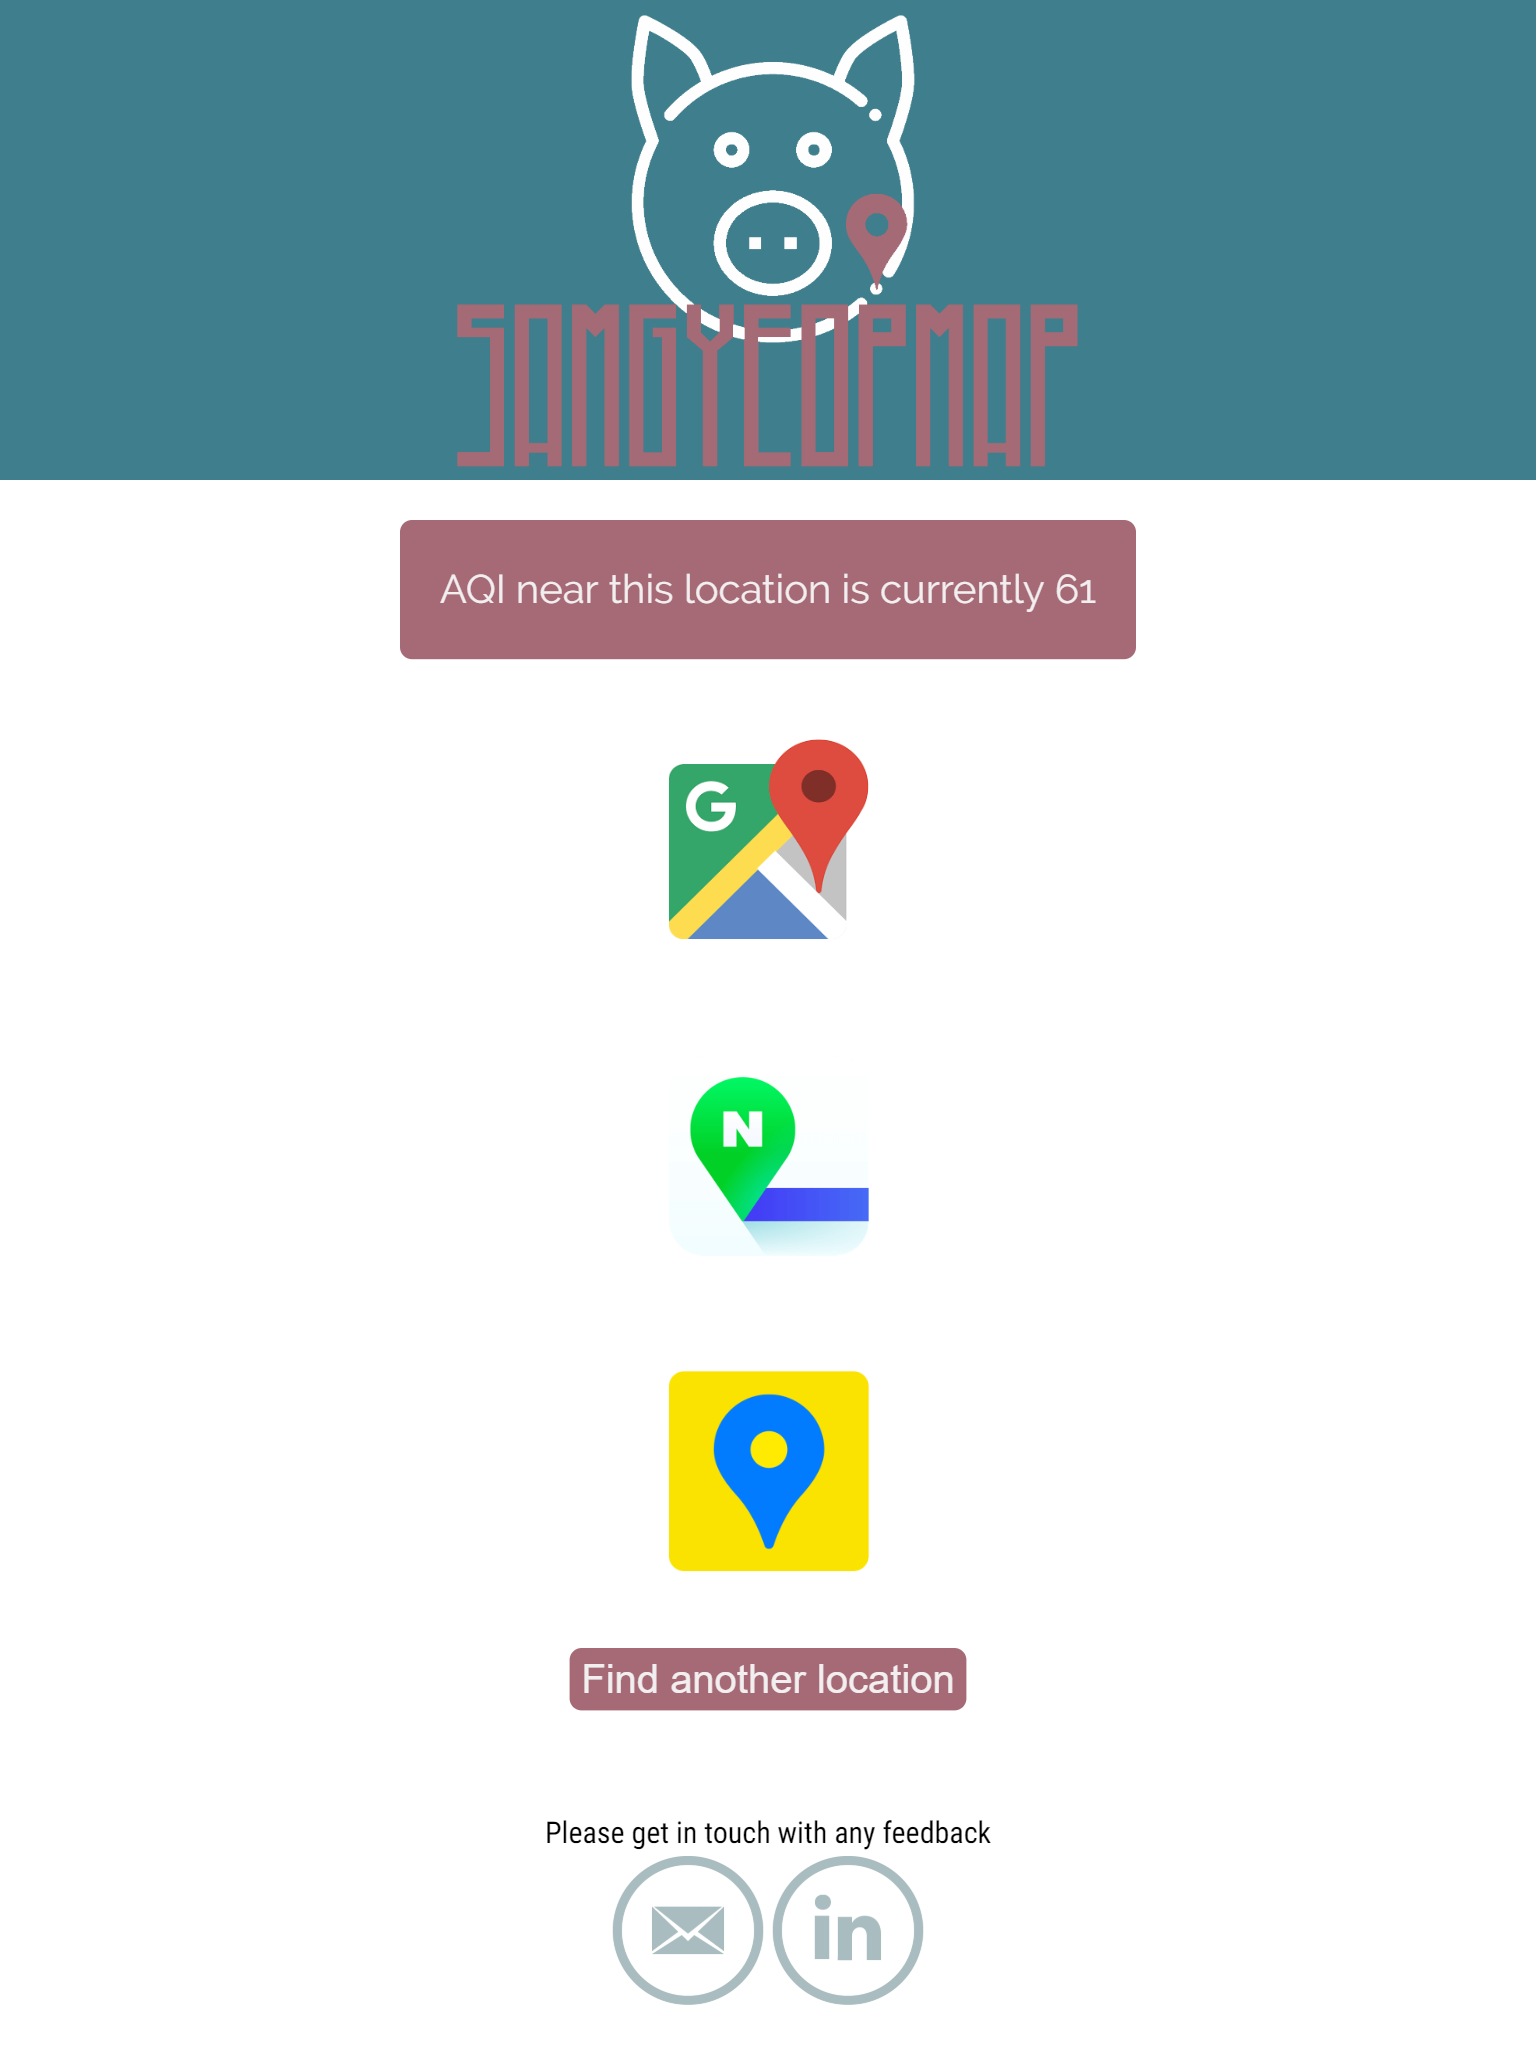 SAMGYEOPMAP
AQI near this location is currently 61
G
N
Find another location
Please get in touch with any feedback
in